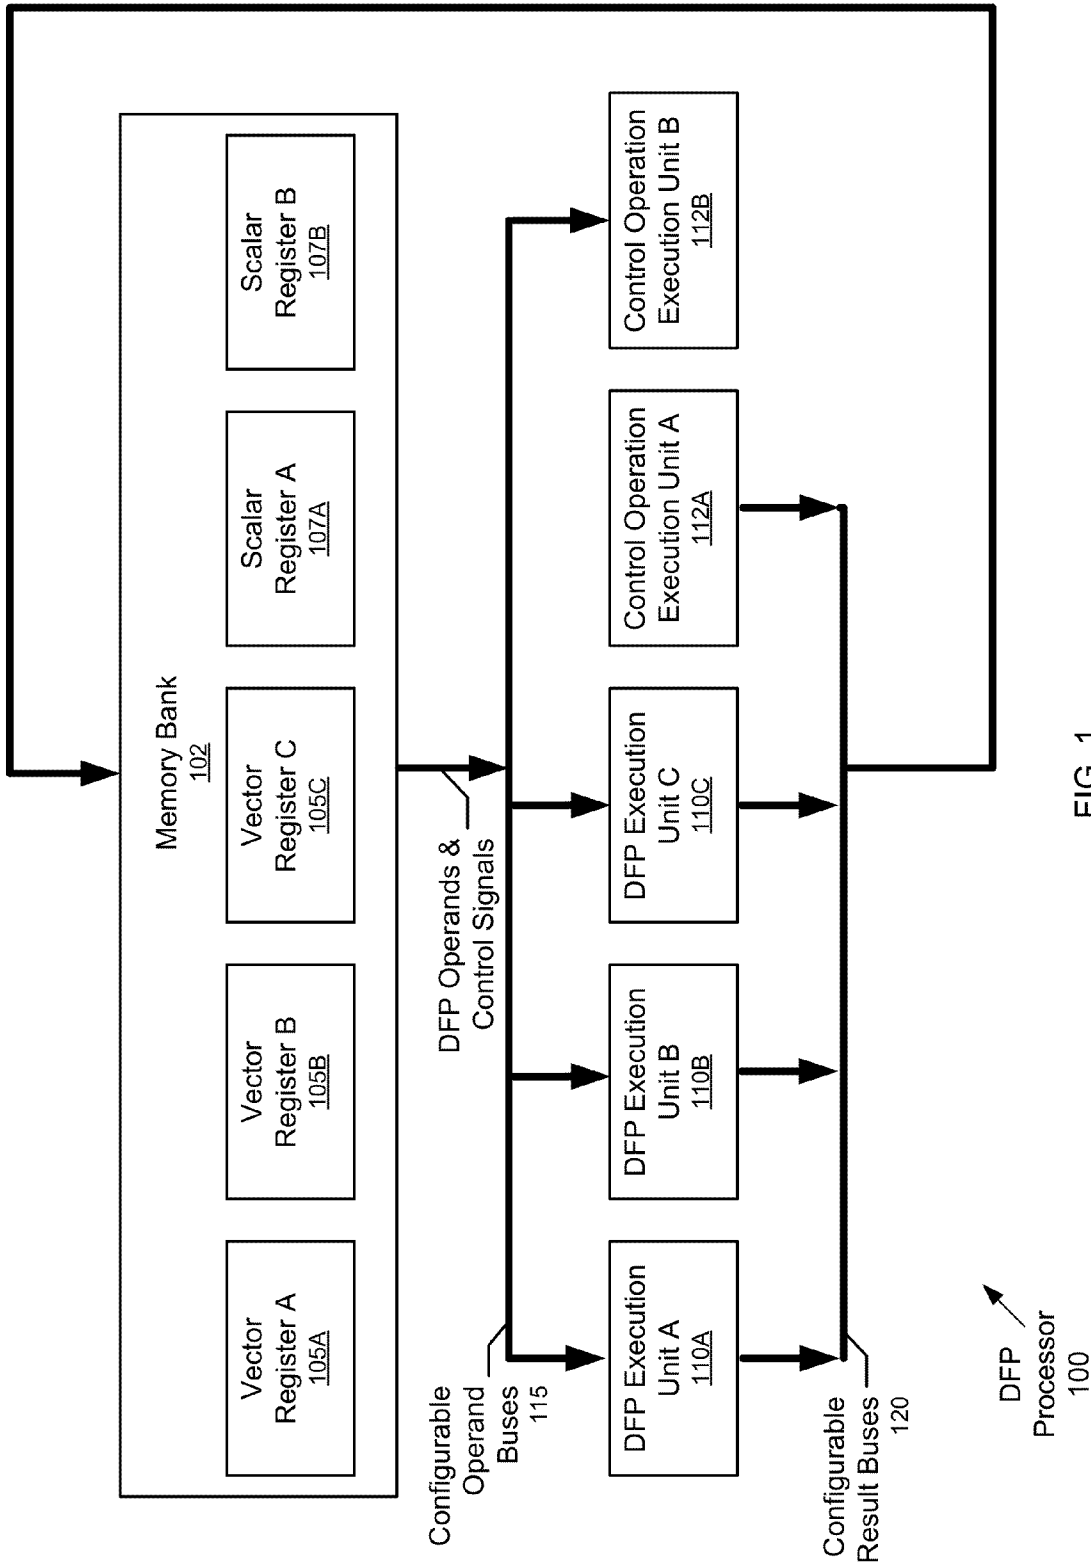 Memory Bank
102
Vector
Register A
105A
Vector
Register B
105B
Vector
Register C
105C
Scalar
Register A
107A
Scalar
Register B
107B
DFP Operands &
Control Signals
Configurable
Operand
Buses
115
DFP Execution
Unit A
110A
DFP Execution
Unit B
110B
DFP Execution
Unit C
110C
Control Operation
Execution Unit A
112A
Control Operation
Execution Unit B
112B
Configurable
Result Buses
120
DFP
Processor
100
FIG. 1